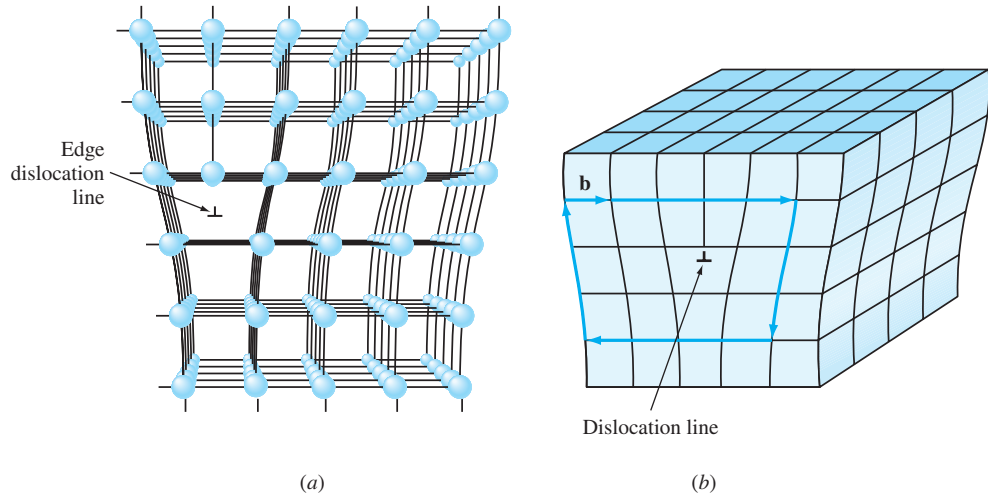 Edge
dislocation
line
b
Dislocation line
(a)
(b)